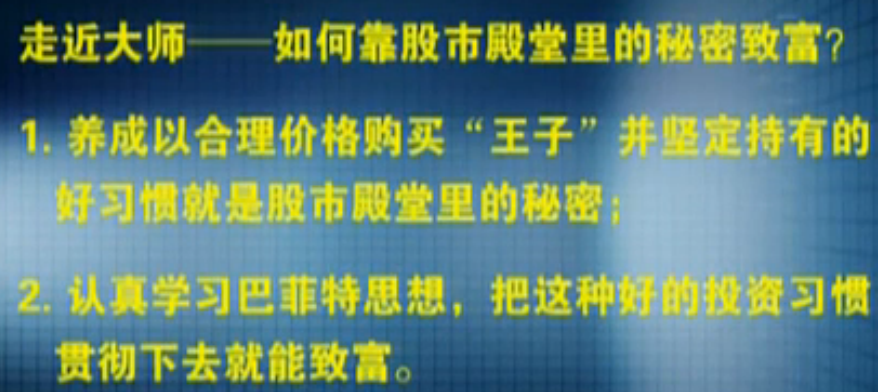 走近大师——如何靠股市殿堂里的秘密致富?
1. 养成以合理价格购买“王子”并坚定持有的
好习惯就是股市殿堂里的秘密;
2. 认真学习巴菲特思想，把这种好的投资习惯
贯彻下去就能致富。